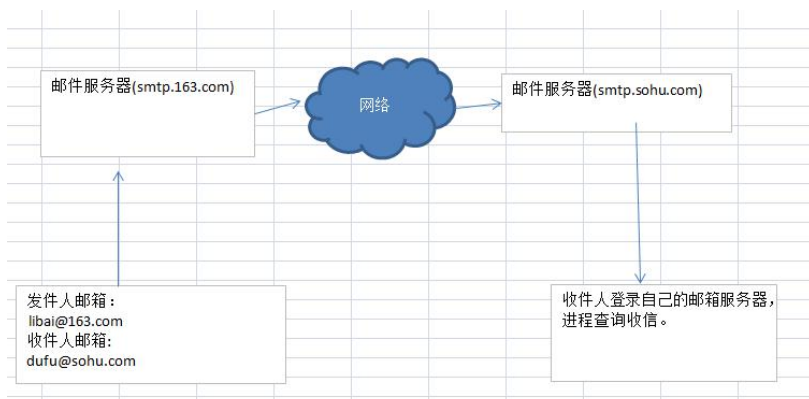 邮件服务器(smtp.163.com)
网络
邮件服务器(smtp.sohu.com)
发件人邮箱：
libai@163.com
收件人邮箱:
dufu@sohu.com
收件人登录自己的邮箱服务器，
进程查询收信。